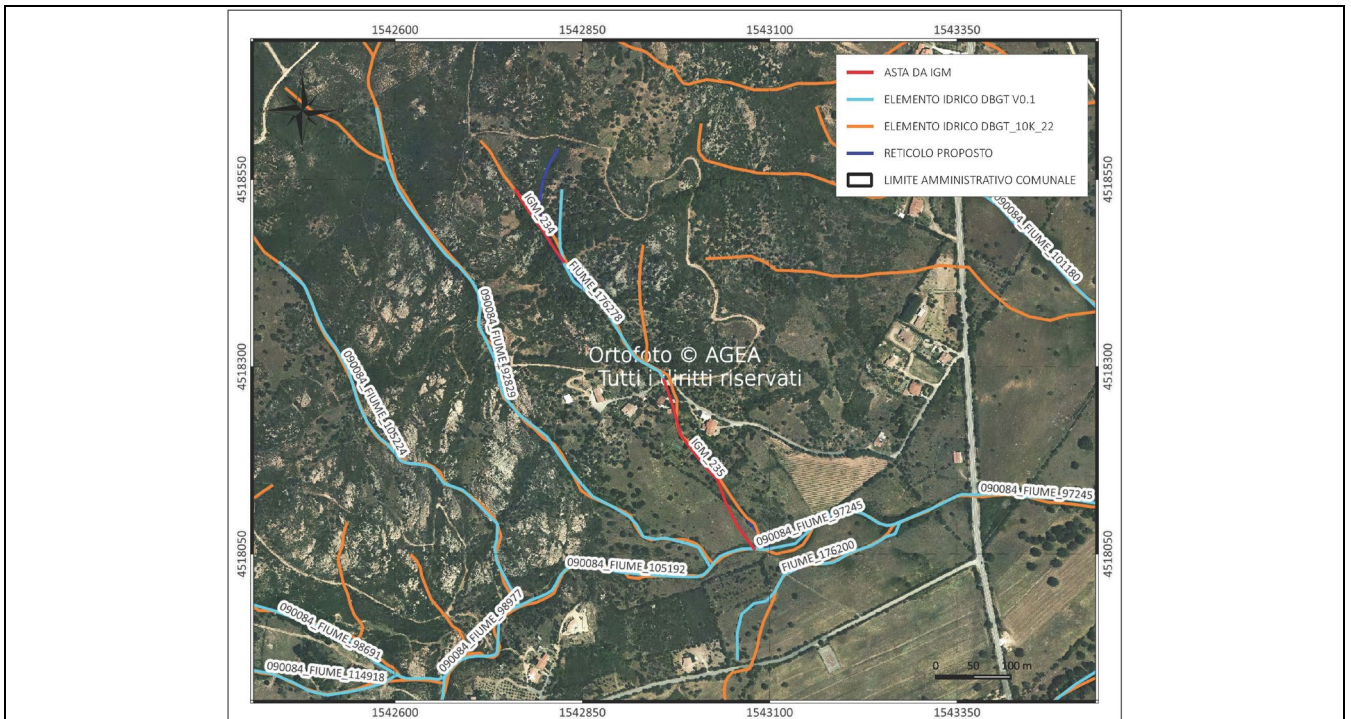 1542600 1542850 1543100 1543350
ASTA DA IGM
ELEMENTO IDRICO DBGT V0.1
ELEMENTO IDRICO DBGT_10K_22
RETICOLO PROPOSTO
LIMITE AMMINISTRATIVO COMUNALE
4518550
4518550
IGM_234
090084_FIUME_101180
FIUME_176278
090084_FIUME_92829
4518300
4518300
Ortofoto © AGEA
Tutti i diritti riservati
090084_FIUME_105224
IGM_235
090084_FIUME_97245
090084_FIUME_97245
4518050
4518050
090084_FIUME_105192
FIUME_176200
090084_FIUME_98977
090084_FIUME_98691
090084_FIUME_114918
0 50 100 m
1542600 1542850 1543100 1543350